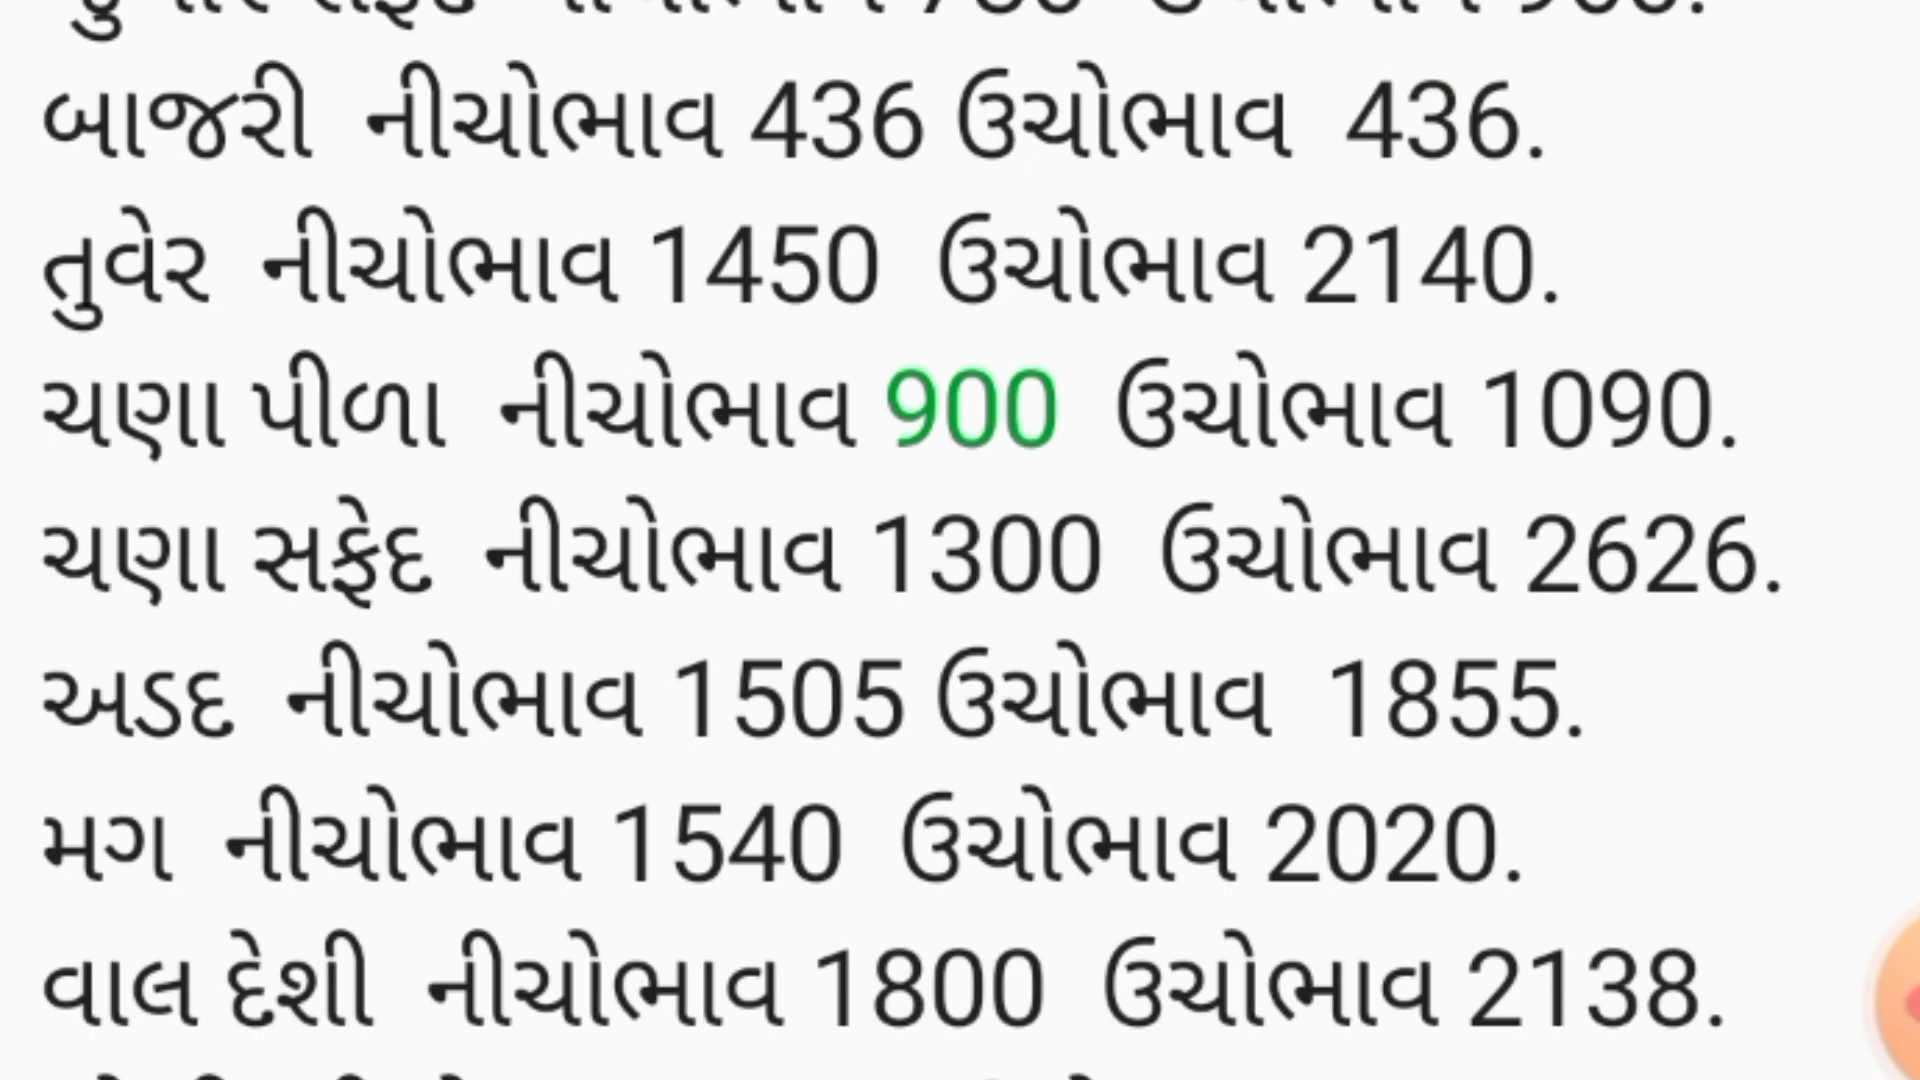 બાજરી નીચોભાવ 436 ઉચોભાવ 436.
તુવેર નીચોભાવ 1450 ઉચોભાવ 2140.
ચણા પીળા નીચોભાવ 900 ઉચોભાવ 1090.
ચણા સફેદ નીચોભાવ 1300 ઉચોભાવ 2626.
અડદ નીચોભાવ 1505 ઉચોભાવ 1855.
મગ નીચોભાવ 1540 ઉચોભાવ 2020.
વાલ દેશી નીચોભાવ 1800 ઉચોભાવ 2138.